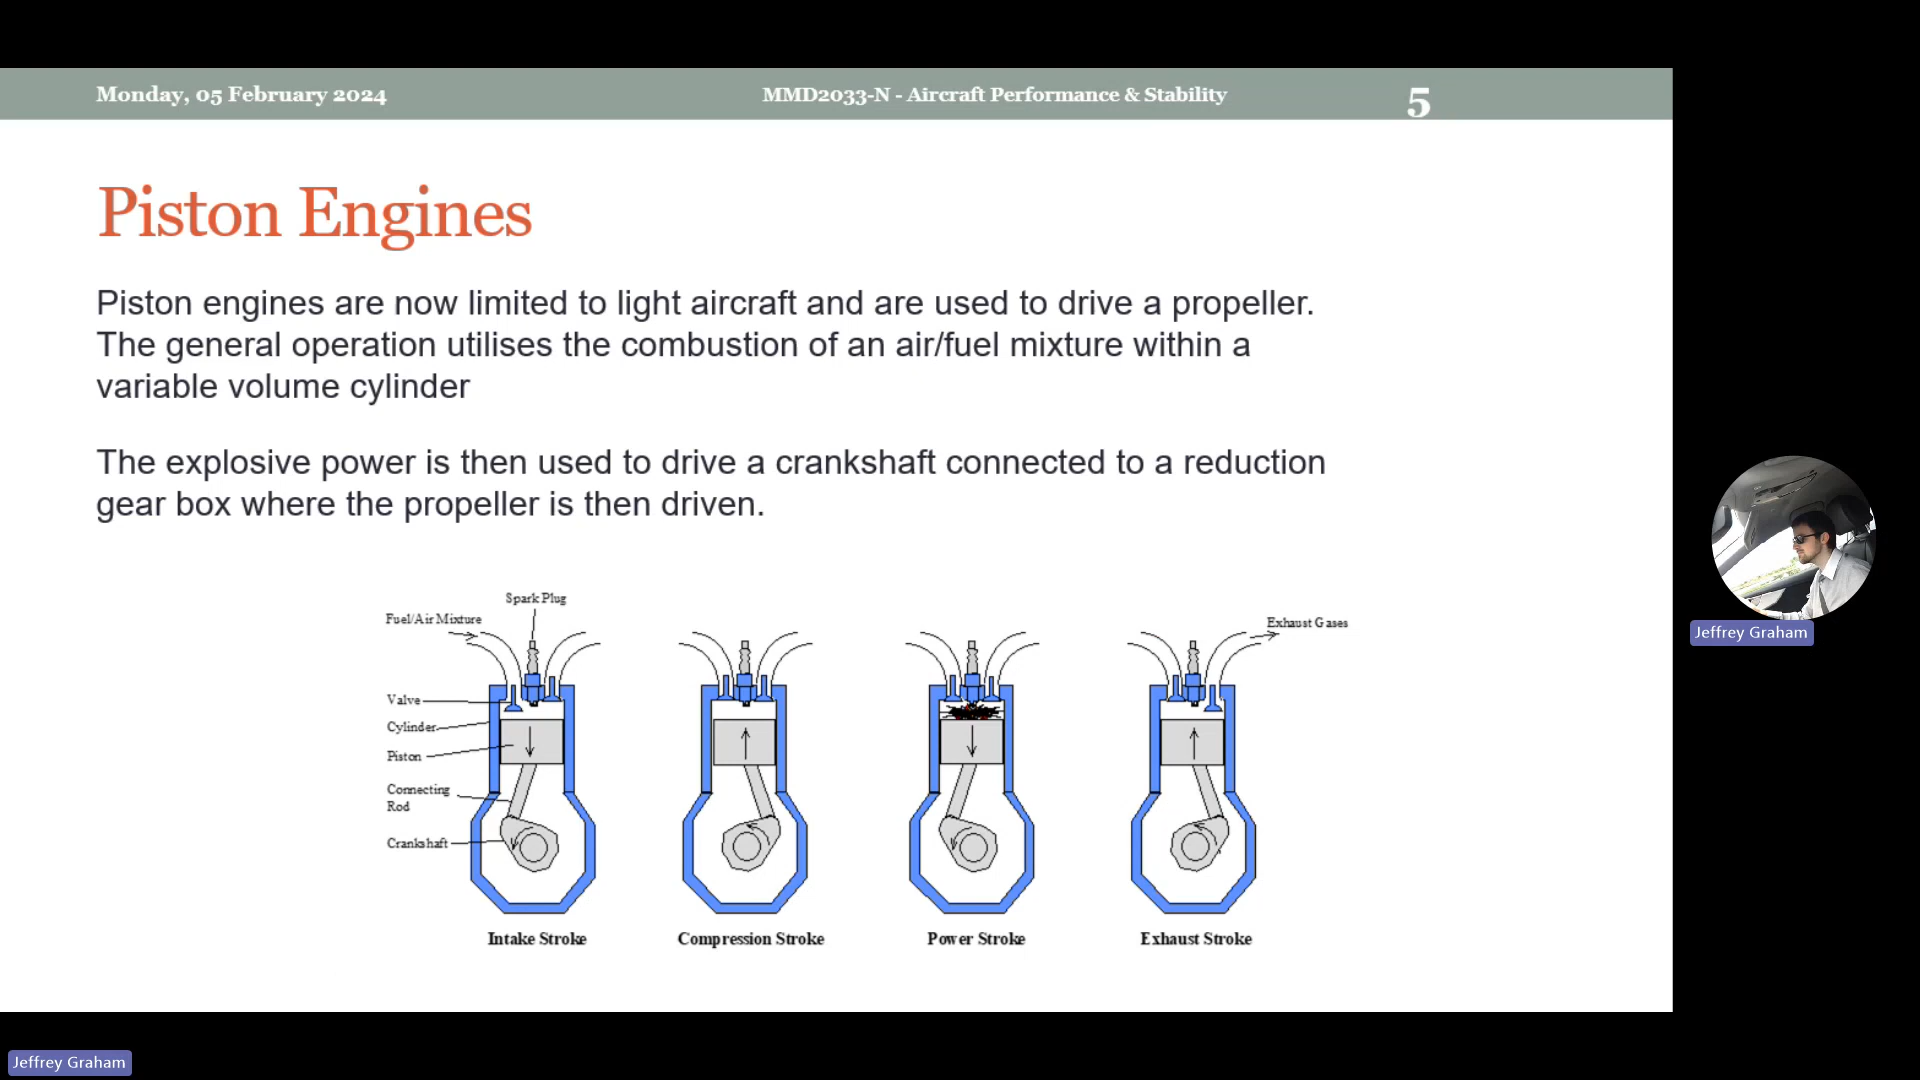 Monday, 05 February 2024
MMD2033-N - Aircraft Performance & Stability
5
Piston Engines
Piston engines are now limited to light aircraft and are used to drive a propeller.
The general operation utilises the combustion of an air/fuel mixture within a
variable volume cylinder
The explosive power is then used to drive a crankshaft connected to a reduction
gear box where the propeller is then driven.
Spark Plug
Fuel/Air Mixture
Exhaust Gases
Valve
Cylinder
Piston
Connecting
Rod
Crankshaft
Intake Stroke
Compression Stroke
Power Stroke
Exhaust Stroke
Jeffrey Graham
Jeffrey Graham